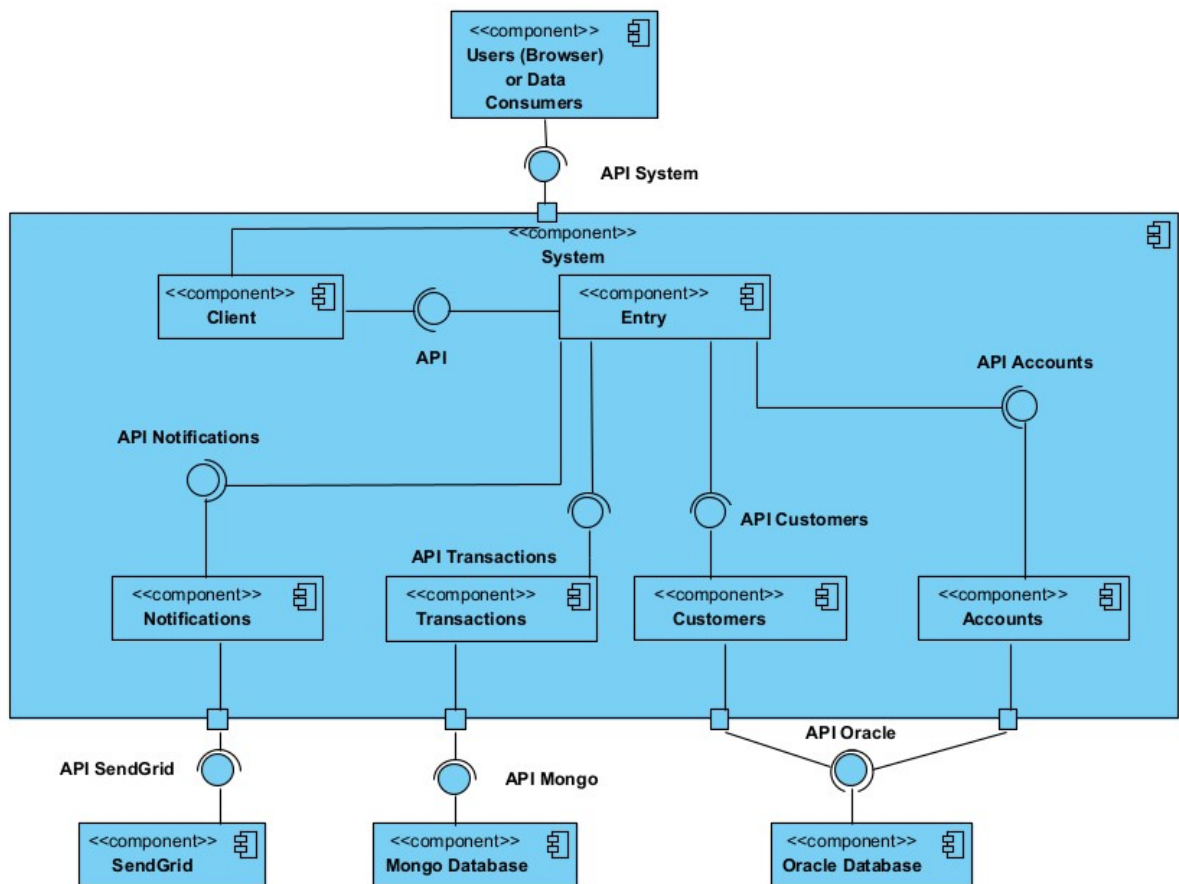 <<component>>
Users (Browser)
or Data
Consumers
API System
<<component>>
System
<<component>>
Client
<<component>>
Entry
API
API Accounts
API Notifications
API Customers
API Transactions
<<component>>
Notifications
<<component>>
Transactions
<<component>>
Customers
<<component>>
Accounts
API Oracle
API SendGrid
API Mongo
<<component>>
SendGrid
<<component>>
Mongo Database
<<component>>
Oracle Database